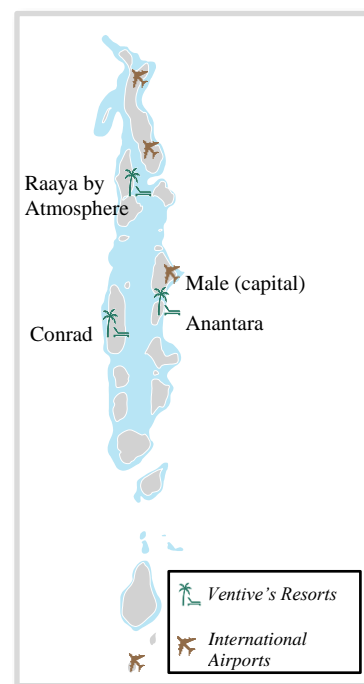 Raaya by
Atmosphere
Male (capital)
Anantara
Conrad
Ventive's Resorts
International
Airports